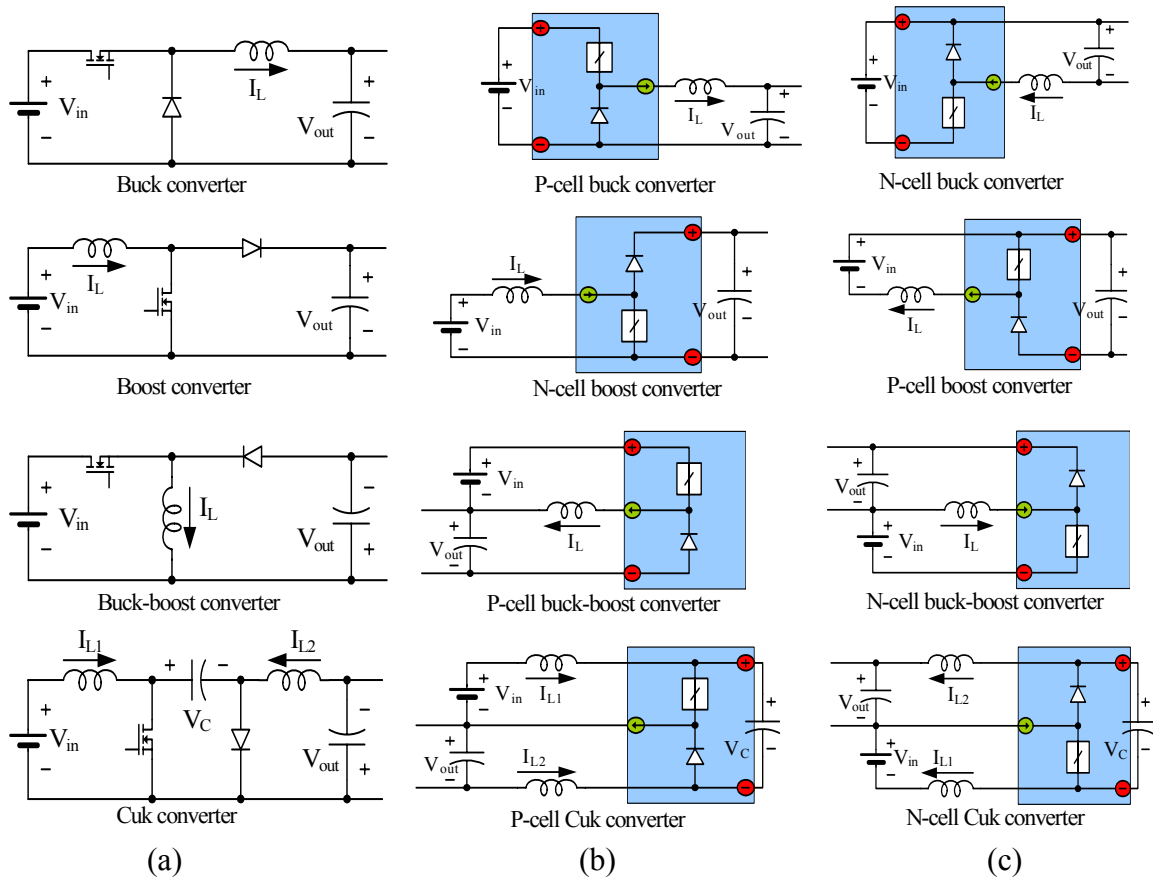 V_in
+
−
I_L
V_out
+
−
Buck converter
+
−
V_in
+
−
I_L
V_out
+
−
P-cell buck converter
+
−
V_in
+
−
I_L
V_out
+
−
N-cell buck converter
V_in
+
−
I_L
V_out
+
−
Boost converter
V_in
+
−
I_L
+
−
V_out
+
−
N-cell boost converter
V_in
+
−
I_L
+
−
V_out
+
−
P-cell boost converter
V_in
+
−
I_L
V_out
−
+
Buck-boost converter
V_in
+
−
I_L
V_out
+
−
+
−
P-cell buck-boost converter
V_out
+
−
I_L
V_in
+
−
+
−
N-cell buck-boost converter
I_L1
I_L2
V_in
+
−
V_C
+
−
V_out
−
+
Cuk converter
V_in
+
−
I_L1
V_out
+
−
I_L2
V_C
+
−
+
−
P-cell Cuk converter
V_out
+
−
I_L2
V_in
+
−
I_L1
V_C
+
−
+
−
N-cell Cuk converter
(a)
(b)
(c)